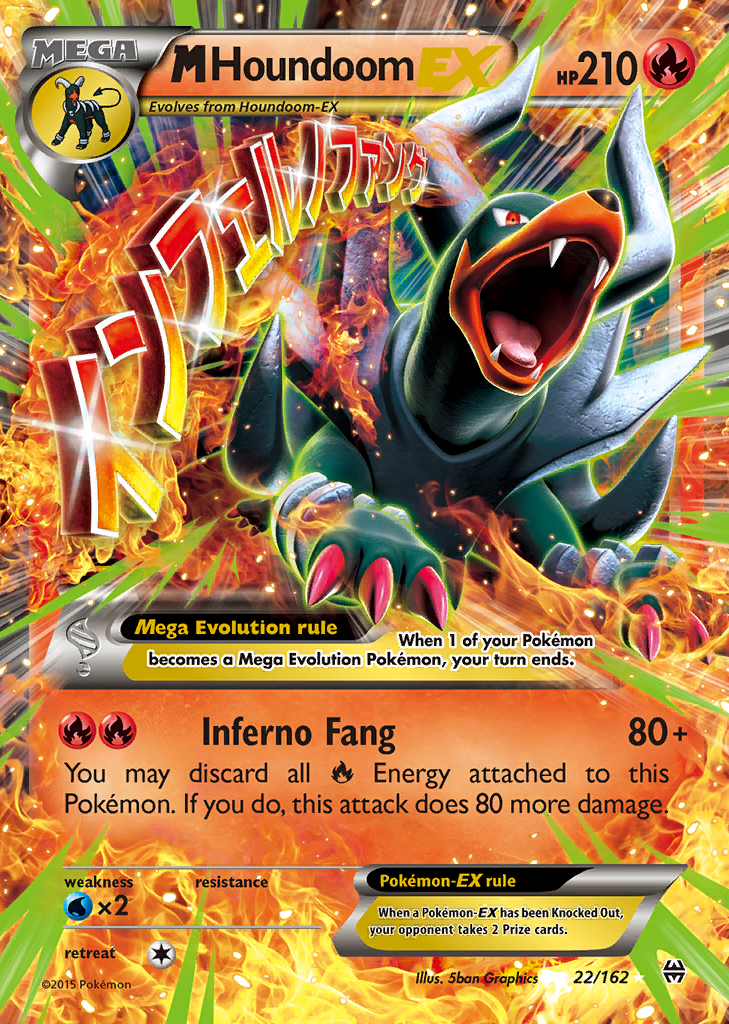 MEGA
M Houndoom EX
HP210
Evolves from Houndoom-EX
インフェルノファング
Mega Evolution rule
When 1 of your Pokémon
becomes a Mega Evolution Pokémon, your turn ends.
Inferno Fang 80+
You may discard all Energy attached to this
Pokémon. If you do, this attack does 80 more damage.
weakness resistance
×2
Pokémon-EX rule
When a Pokémon-EX has been Knocked Out,
your opponent takes 2 Prize cards.
retreat
Illus. 5ban Graphics 22/162
©2015 Pokémon